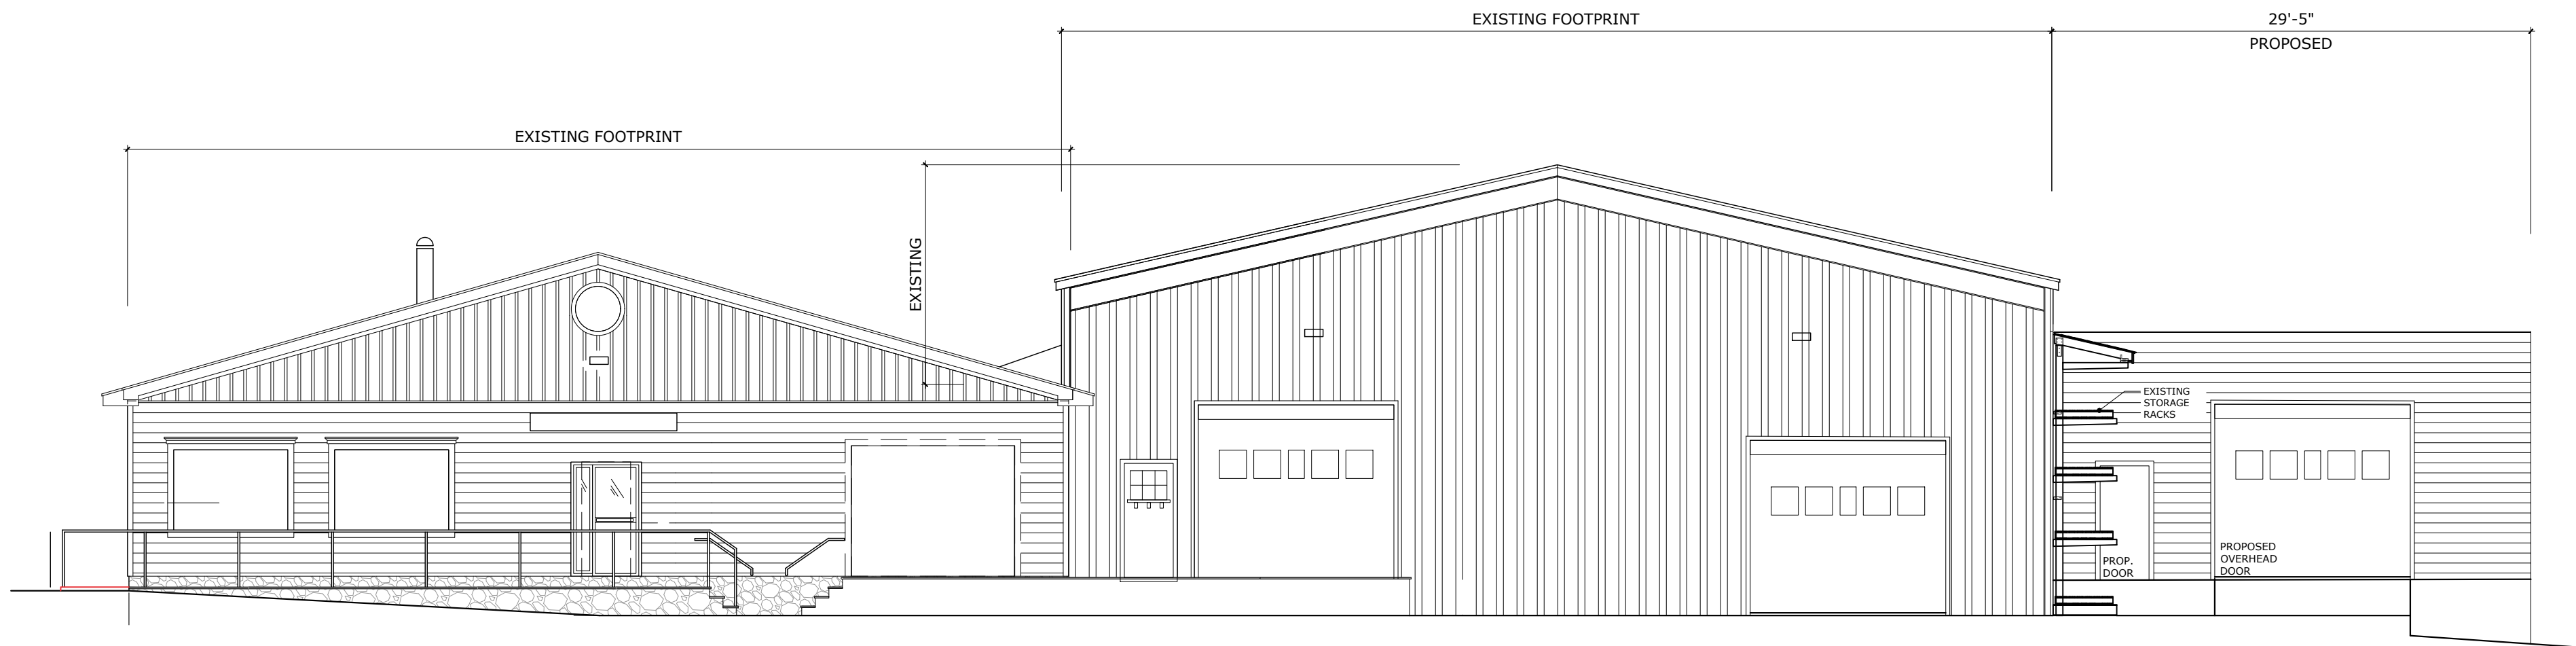 EXISTING FOOTPRINT
29'-5"
PROPOSED
EXISTING FOOTPRINT
EXISTING
EXISTING
STORAGE
RACKS
PROP.
DOOR
PROPOSED
OVERHEAD
DOOR